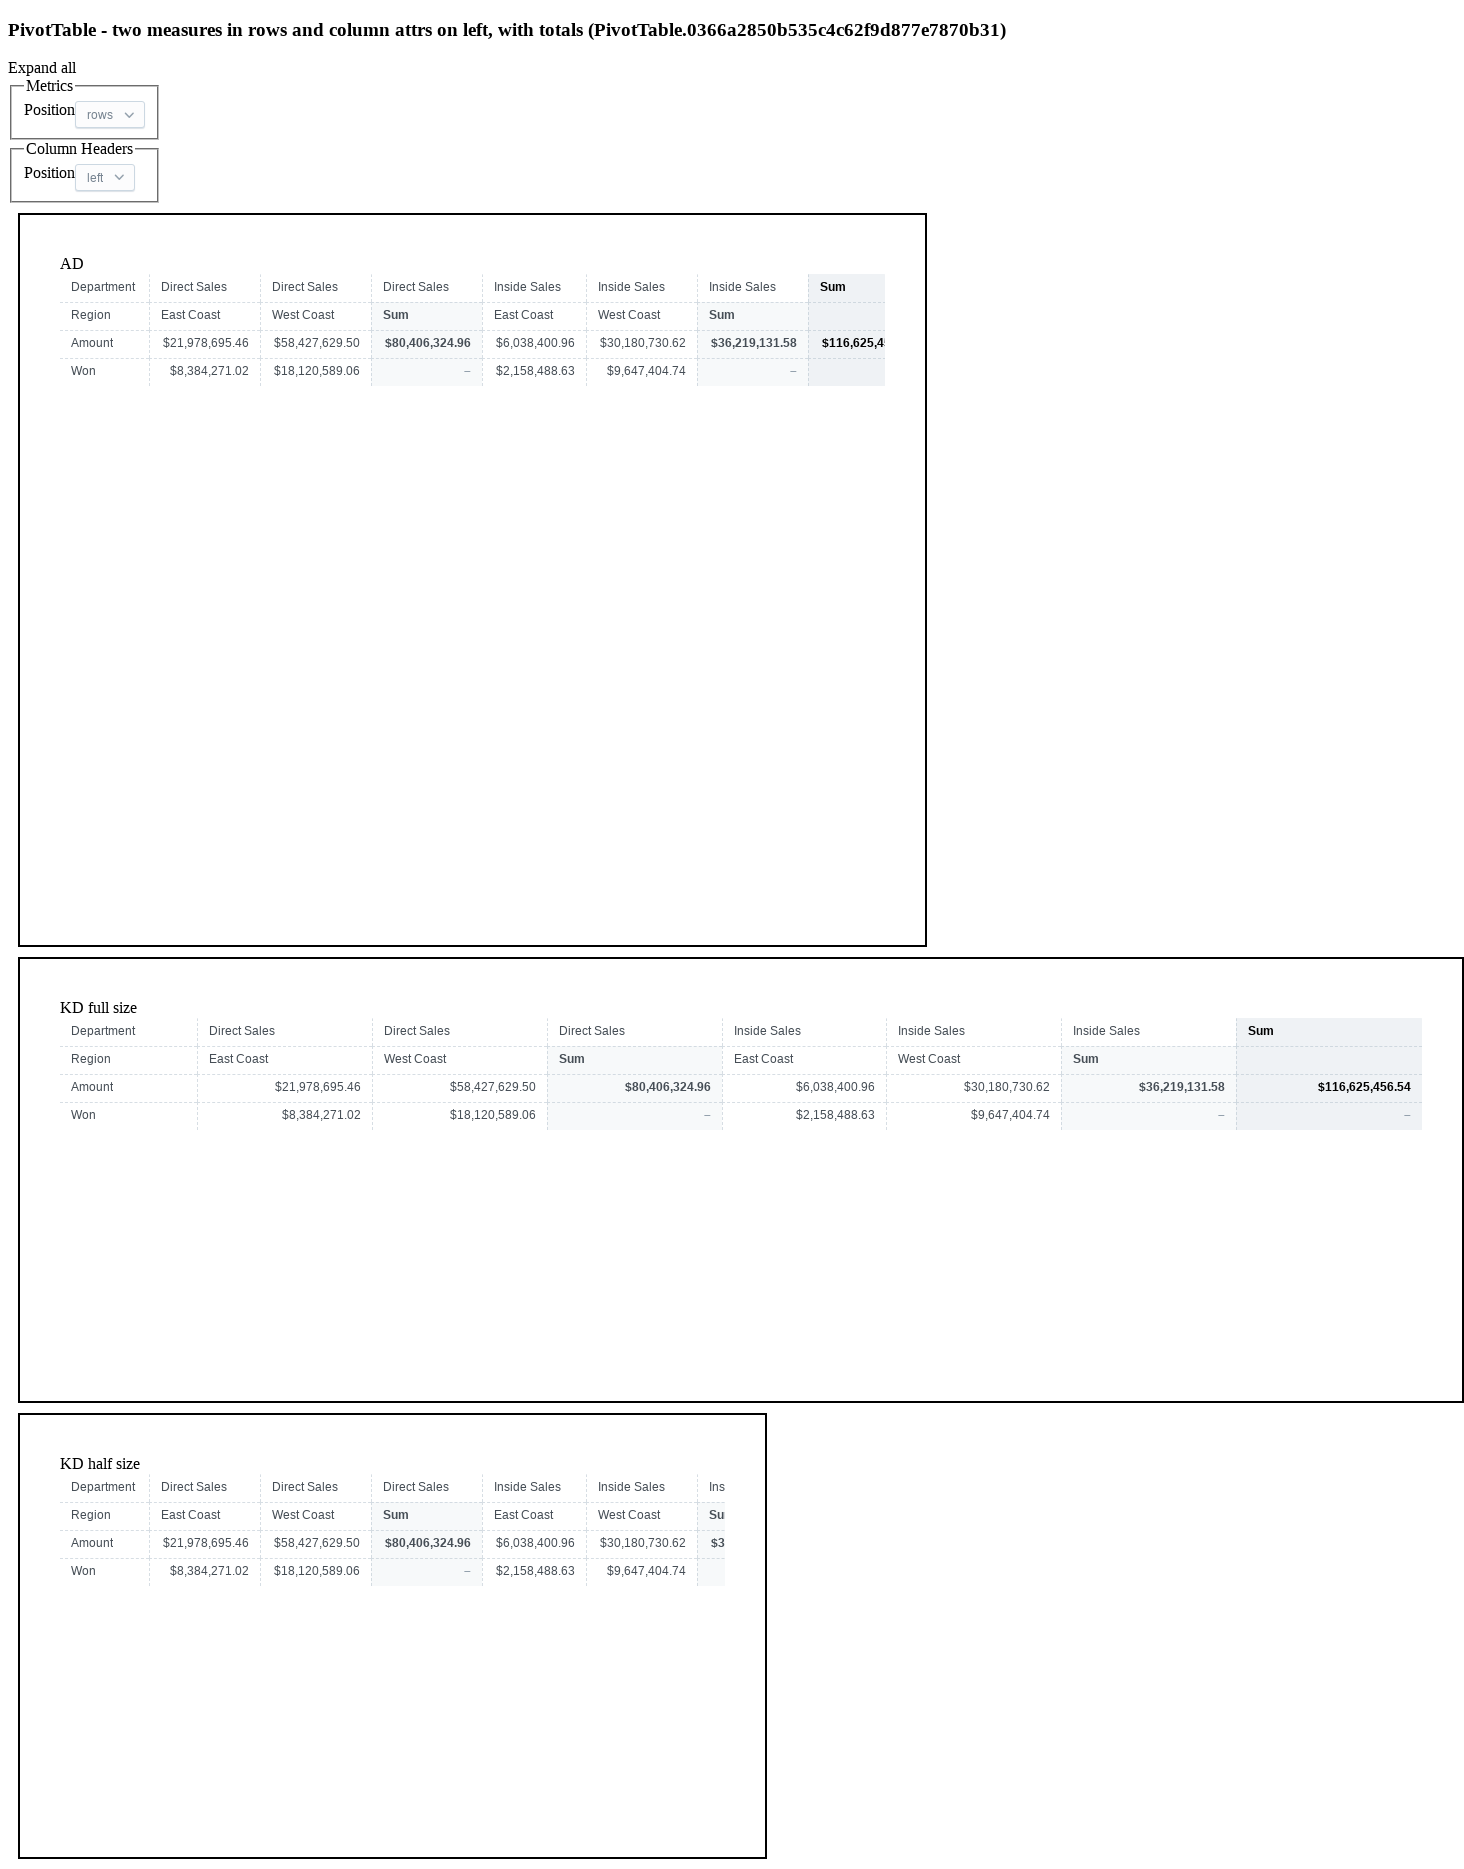 PivotTable - two measures in rows and column attrs on left, with totals (PivotTable.0366a2850b535c4c62f9d877e7870b31)
Expand all
Metrics
Position rows
Column Headers
Position left
AD
Department Direct Sales Direct Sales Direct Sales Inside Sales Inside Sales Inside Sales Sum
Region East Coast West Coast Sum East Coast West Coast Sum
Amount $21,978,695.46 $58,427,629.50 $80,406,324.96 $6,038,400.96 $30,180,730.62 $36,219,131.58 $116,625,45
Won $8,384,271.02 $18,120,589.06 – $2,158,488.63 $9,647,404.74 –
KD full size
Department Direct Sales Direct Sales Direct Sales Inside Sales Inside Sales Inside Sales Sum
Region East Coast West Coast Sum East Coast West Coast Sum
Amount $21,978,695.46 $58,427,629.50 $80,406,324.96 $6,038,400.96 $30,180,730.62 $36,219,131.58 $116,625,456.54
Won $8,384,271.02 $18,120,589.06 – $2,158,488.63 $9,647,404.74 – –
KD half size
Department Direct Sales Direct Sales Direct Sales Inside Sales Inside Sales Ins
Region East Coast West Coast Sum East Coast West Coast Su
Amount $21,978,695.46 $58,427,629.50 $80,406,324.96 $6,038,400.96 $30,180,730.62 $3
Won $8,384,271.02 $18,120,589.06 – $2,158,488.63 $9,647,404.74